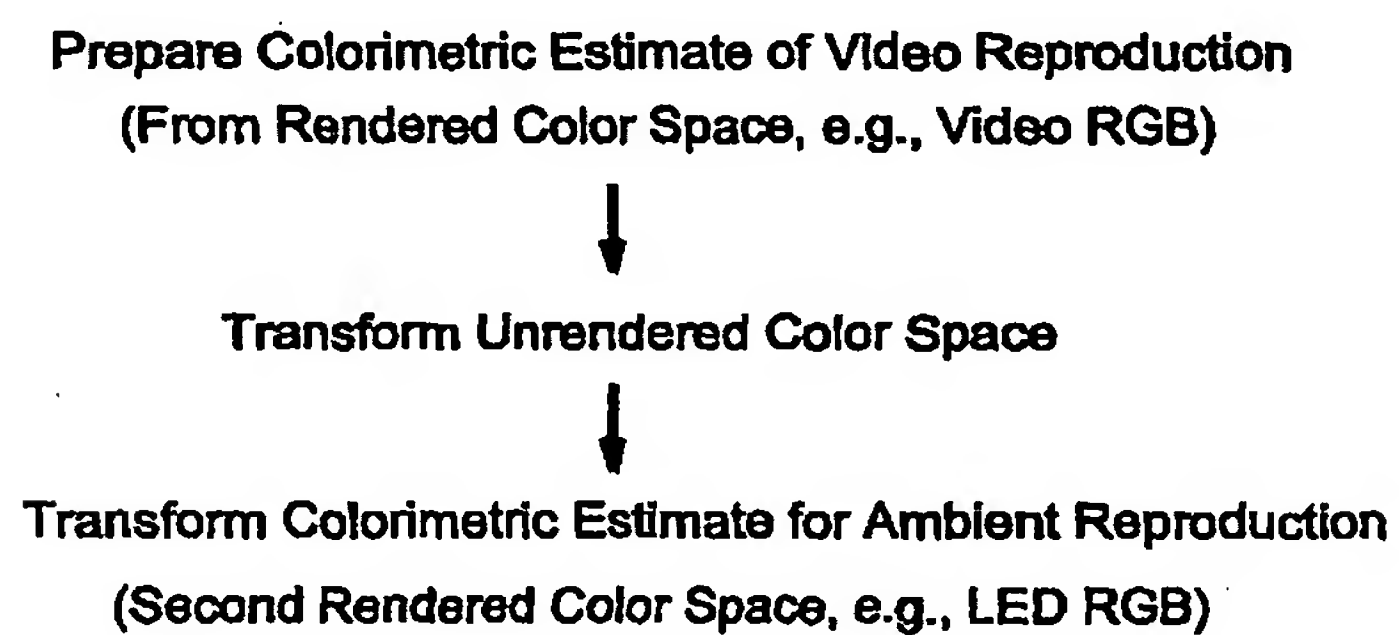 Prepare Colorimetric Estimate of Video Reproduction
(From Rendered Color Space, e.g., Video RGB)
Transform Unrendered Color Space
Transform Colorimetric Estimate for Ambient Reproduction
(Second Rendered Color Space, e.g., LED RGB)